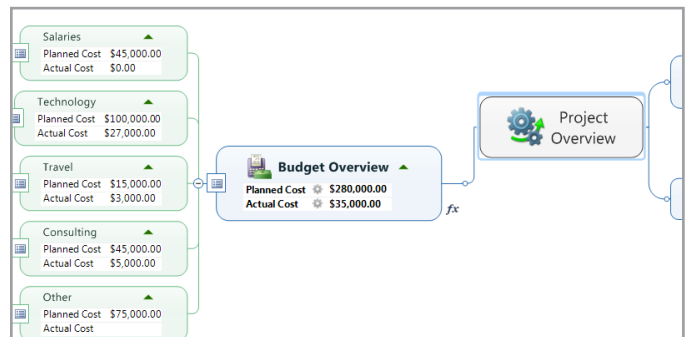 Salaries
Planned Cost $45,000.00
Actual Cost $0.00
Technology
Planned Cost $100,000.00
Actual Cost $27,000.00
Travel
Planned Cost $15,000.00
Actual Cost $3,000.00
Consulting
Planned Cost $45,000.00
Actual Cost $5,000.00
Other
Planned Cost $75,000.00
Actual Cost
Budget Overview
Planned Cost $280,000.00
Actual Cost $35,000.00
fx
Project
Overview